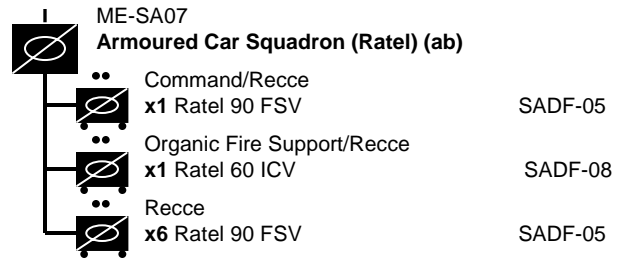 ME-SA07
Armoured Car Squadron (Ratel) (ab)
Command/Recce
x1 Ratel 90 FSV SADF-05
Organic Fire Support/Recce
x1 Ratel 60 ICV SADF-08
Recce
x6 Ratel 90 FSV SADF-05